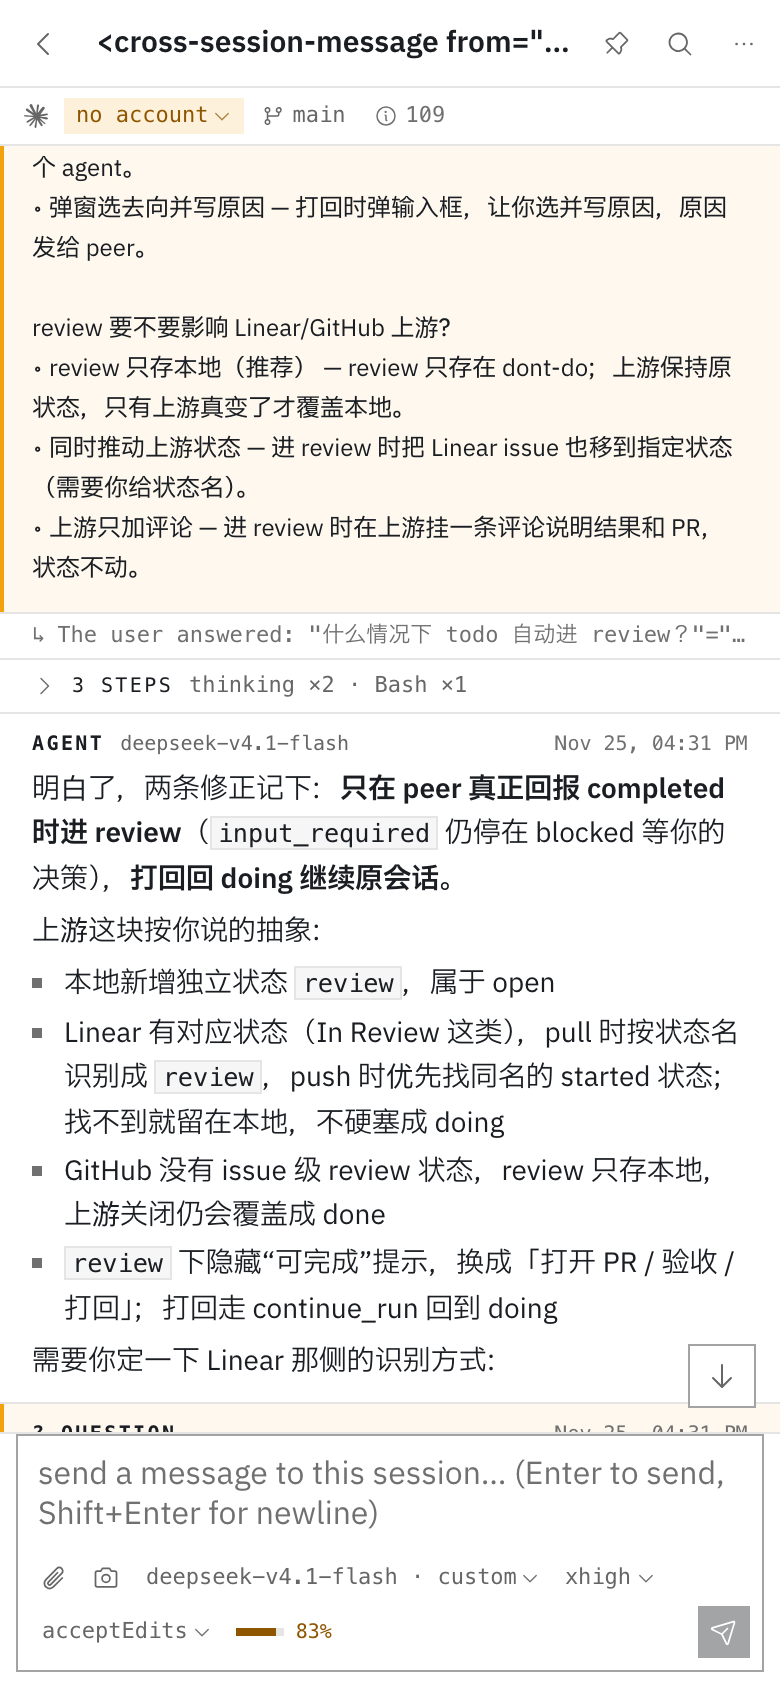 <cross-session-message from="...
no account
main
109
个 agent。
◦ 弹窗选去向并写原因 — 打回时弹输入框，让你选并写原因，原因
发给 peer。
review 要不要影响 Linear/GitHub 上游?
◦ review 只存本地（推荐） — review 只存在 dont-do；上游保持原
状态，只有上游真变了才覆盖本地。
◦ 同时推动上游状态 — 进 review 时把 Linear issue 也移到指定状态
（需要你给状态名）。
◦ 上游只加评论 — 进 review 时在上游挂一条评论说明结果和 PR，
状态不动。
↳ The user answered: "什么情况下 todo 自动进 review？"="…
3 STEPS thinking ×2 · Bash ×1
AGENT deepseek-v4.1-flash Nov 25, 04:31 PM
明白了，两条修正记下：只在 peer 真正回报 completed
时进 review（input_required 仍停在 blocked 等你的
决策），打回回 doing 继续原会话。
上游这块按你说的抽象：
本地新增独立状态 review，属于 open
Linear 有对应状态（In Review 这类），pull 时按状态名
识别成 review，push 时优先找同名的 started 状态；
找不到就留在本地，不硬塞成 doing
GitHub 没有 issue 级 review 状态，review 只存本地，
上游关闭仍会覆盖成 done
review 下隐藏“可完成”提示，换成「打开 PR / 验收 /
打回」；打回走 continue_run 回到 doing
需要你定一下 Linear 那侧的识别方式：
? QUESTION Nov 25, 04:31 PM
send a message to this session... (Enter to send,
Shift+Enter for newline)
deepseek-v4.1-flash · custom xhigh
acceptEdits 83%